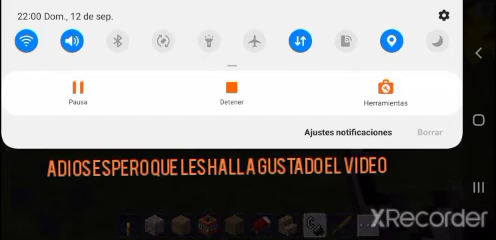 22:00 Dom., 12 de sep.
Pausa
Detener
Herramientas
Ajustes notificaciones
Borrar
ADIOS ESPERO QUE LES HALLA GUSTADO EL VIDEO
XRecorder